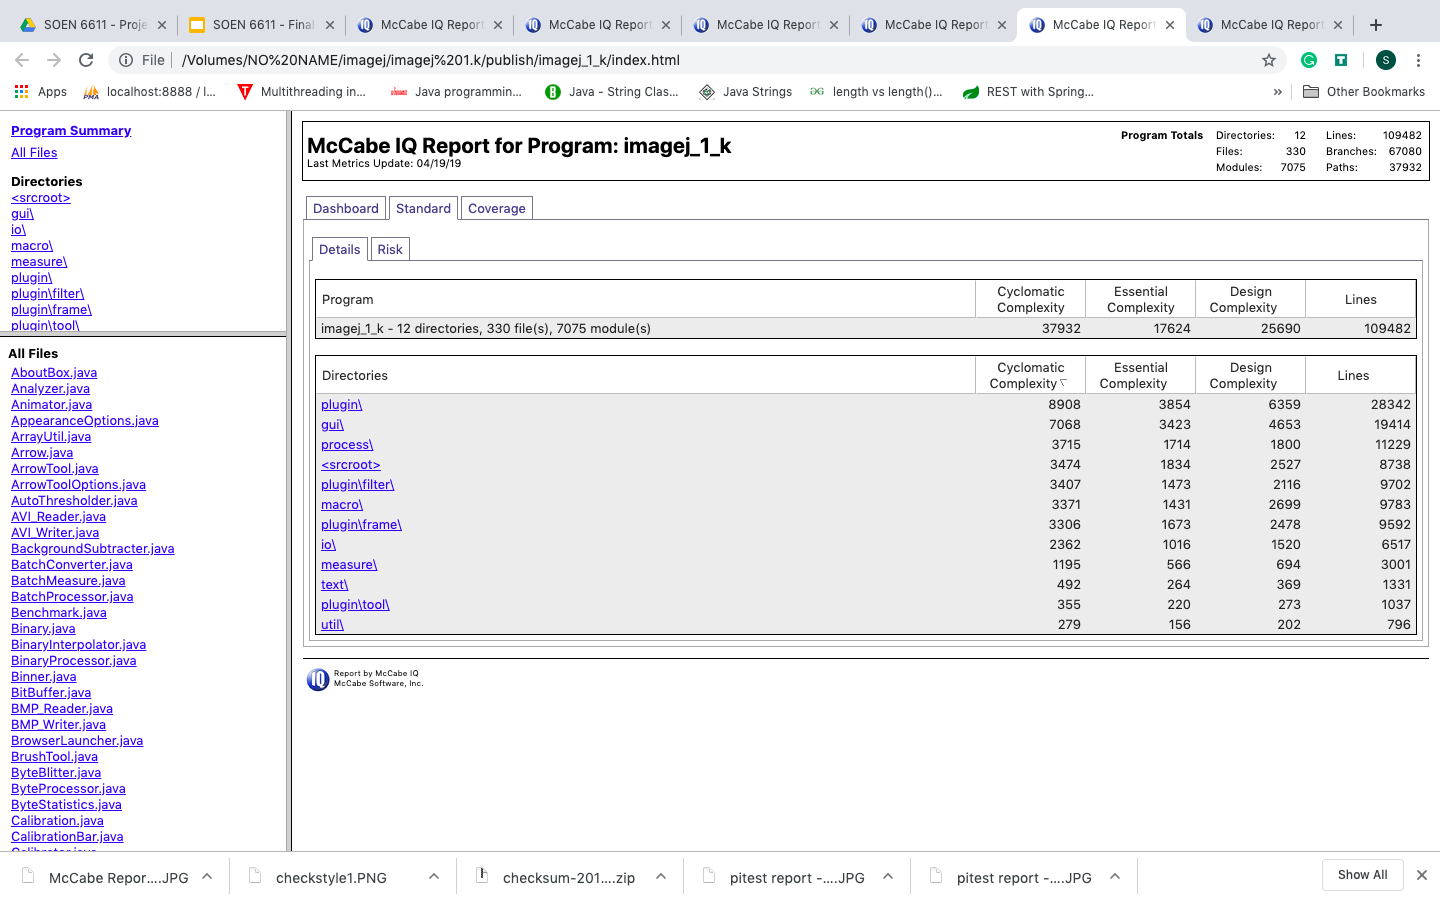 SOEN 6611 - Proje
SOEN 6611 - Final
McCabe IQ Report
McCabe IQ Report
McCabe IQ Report
McCabe IQ Report
McCabe IQ Report
McCabe IQ Report
File /Volumes/NO%20NAME/imagej/imagej%201.k/publish/imagej_1_k/index.html
S
Apps
PMA localhost:8888 / l...
Multithreading in...
Java programmin...
Java - String Clas...
Java Strings
length vs length()...
REST with Spring...
» Other Bookmarks
Program Summary
All Files
Directories
<srcroot>
gui\
io\
macro\
measure\
plugin\
plugin\filter\
plugin\frame\
plugin\tool\
All Files
AboutBox.java
Analyzer.java
Animator.java
AppearanceOptions.java
ArrayUtil.java
Arrow.java
ArrowTool.java
ArrowToolOptions.java
AutoThresholder.java
AVI_Reader.java
AVI_Writer.java
BackgroundSubtracter.java
BatchConverter.java
BatchMeasure.java
BatchProcessor.java
Benchmark.java
Binary.java
BinaryInterpolator.java
BinaryProcessor.java
Binner.java
BitBuffer.java
BMP_Reader.java
BMP_Writer.java
BrowserLauncher.java
BrushTool.java
ByteBlitter.java
ByteProcessor.java
ByteStatistics.java
Calibration.java
CalibrationBar.java
McCabe IQ Report for Program: imagej_1_k
Last Metrics Update: 04/19/19
Program Totals Directories: 12 Lines: 109482
Files: 330 Branches: 67080
Modules: 7075 Paths: 37932
Dashboard Standard Coverage
Details Risk
Program Cyclomatic Complexity Essential Complexity Design Complexity Lines
imagej_1_k - 12 directories, 330 file(s), 7075 module(s) 37932 17624 25690 109482
Directories Cyclomatic Complexity Essential Complexity Design Complexity Lines
plugin\ 8908 3854 6359 28342
gui\ 7068 3423 4653 19414
process\ 3715 1714 1800 11229
<srcroot> 3474 1834 2527 8738
plugin\filter\ 3407 1473 2116 9702
macro\ 3371 1431 2699 9783
plugin\frame\ 3306 1673 2478 9592
io\ 2362 1016 1520 6517
measure\ 1195 566 694 3001
text\ 492 264 369 1331
plugin\tool\ 355 220 273 1037
util\ 279 156 202 796
IQ Report by McCabe IQ
McCabe Software, Inc.
McCabe Repor....JPG
checkstyle1.PNG
checksum-201....zip
pitest report -....JPG
pitest report -....JPG
Show All